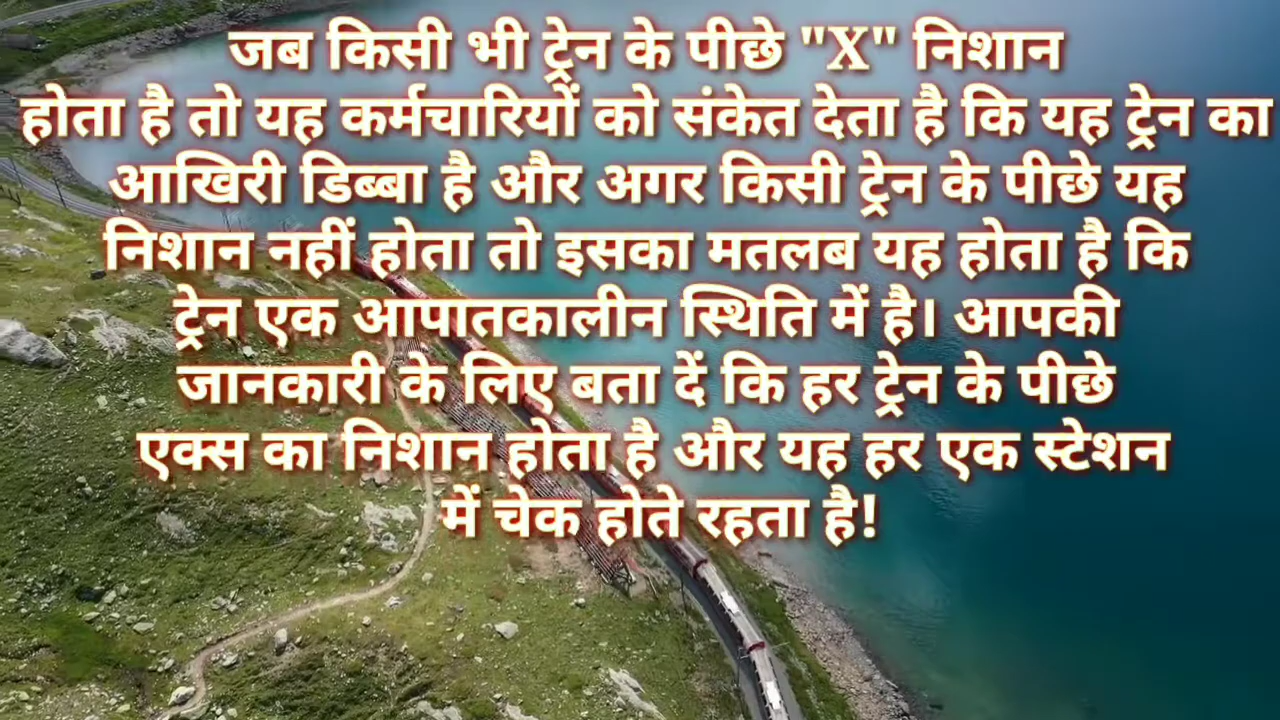 जब किसी भी ट्रेन के पीछे "X" निशान
होता है तो यह कर्मचारियों को संकेत देता है कि यह ट्रेन का
आखिरी डिब्बा है और अगर किसी ट्रेन के पीछे यह
निशान नहीं होता तो इसका मतलब यह होता है कि
ट्रेन एक आपातकालीन स्थिति में है। आपकी
जानकारी के लिए बता दें कि हर ट्रेन के पीछे
एक्स का निशान होता है और यह हर एक स्टेशन
में चेक होते रहता है!